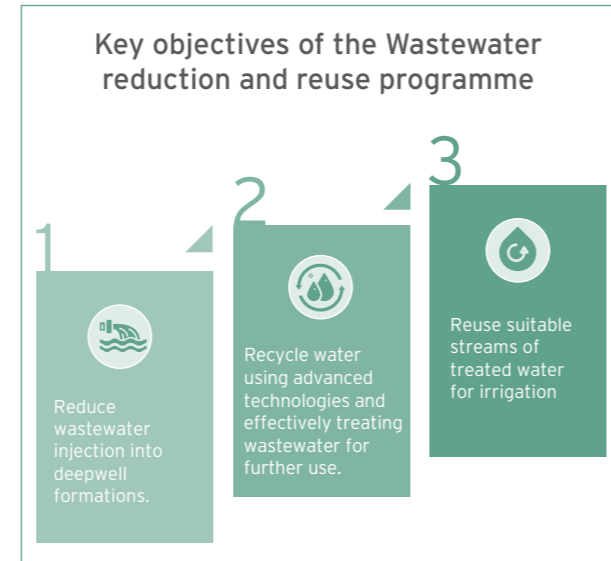 Key objectives of the Wastewater
reduction and reuse programme
1
Reduce
wastewater
injection into
deepwell
formations.
2
Recycle water
using advanced
technologies and
effectively treating
wastewater for
further use.
3
Reuse suitable
streams of
treated water
for irrigation